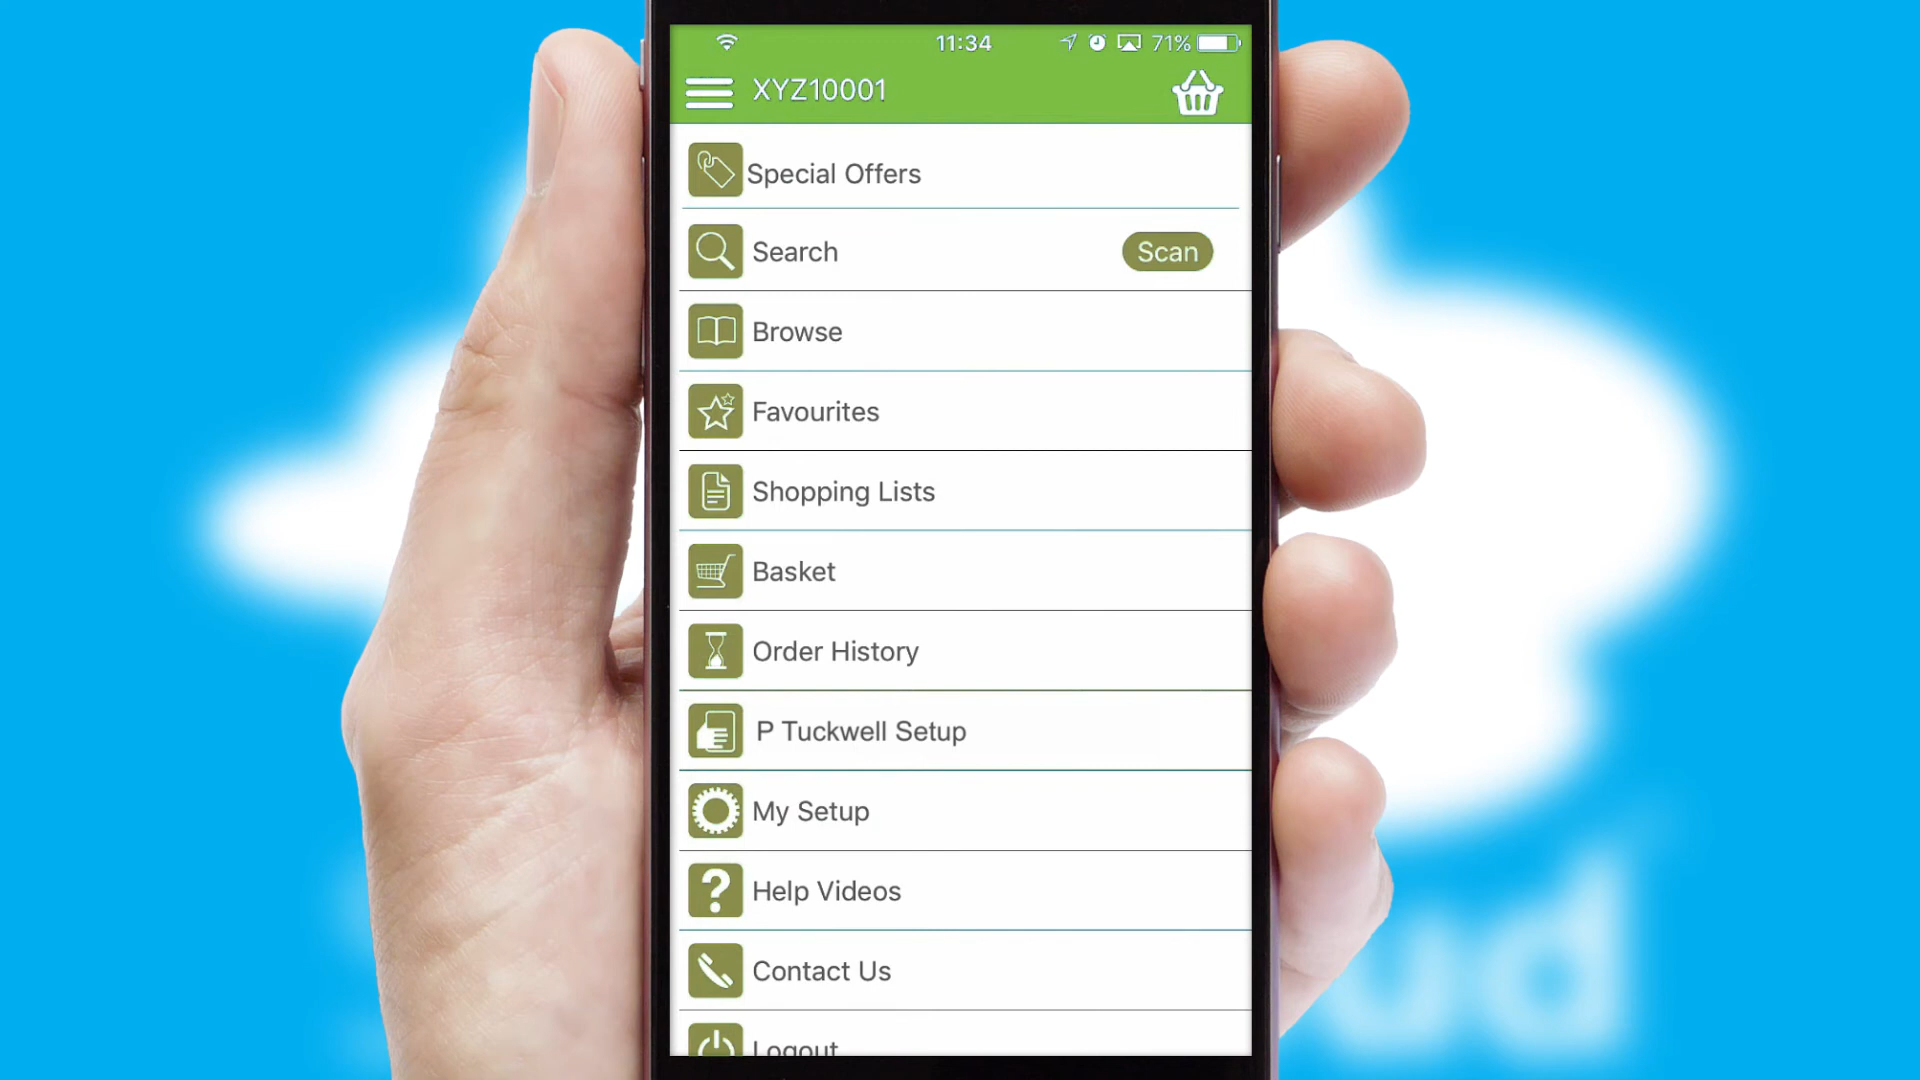 11:34 71%
XYZ10001
Special Offers
Search Scan
Browse
Favourites
Shopping Lists
Basket
Order History
P Tuckwell Setup
My Setup
Help Videos
Contact Us
Logout
ud